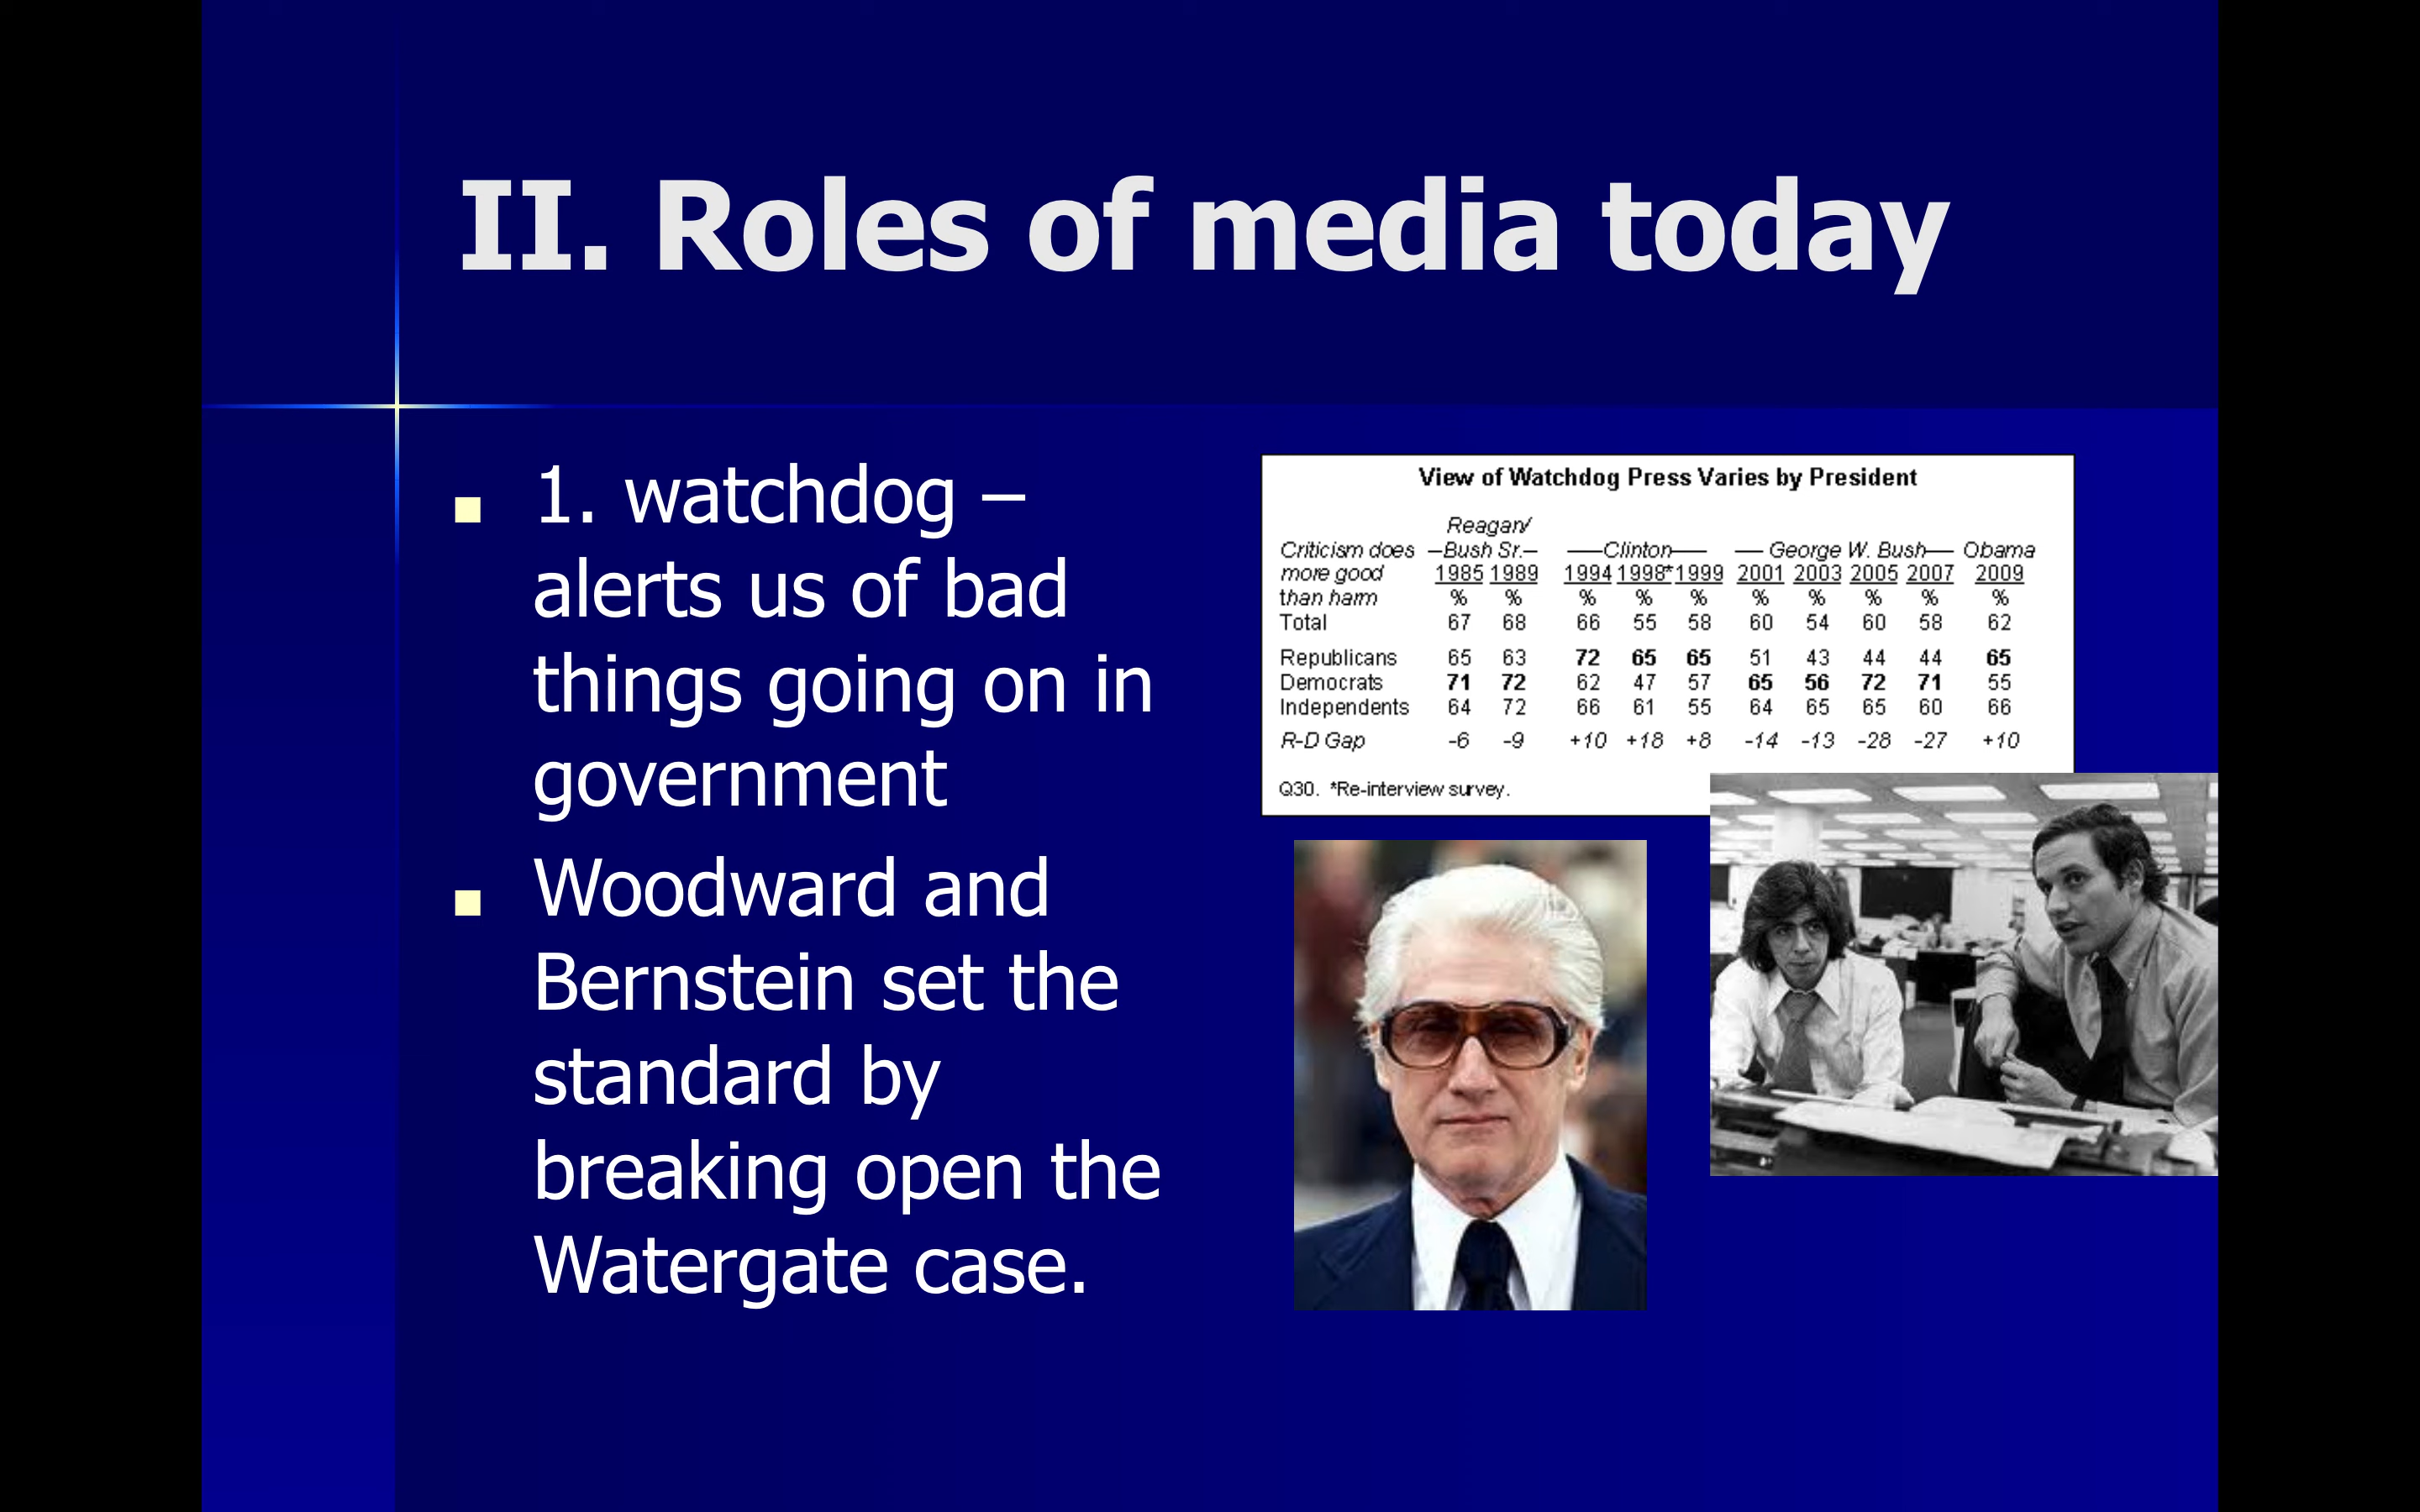 II. Roles of media today
1. watchdog –
alerts us of bad
things going on in
government
Woodward and
Bernstein set the
standard by
breaking open the
Watergate case.
View of Watchdog Press Varies by President
Reagan/
Criticism does –Bush Sr.– ——Clinton—— —— George W. Bush—— Obama
more good 1985 1989 1994 1998* 1999 2001 2003 2005 2007 2009
than harm % % % % % % % % % %
Total 67 68 66 55 58 60 54 60 58 62
Republicans 65 63 72 65 65 51 43 44 44 65
Democrats 71 72 62 47 57 65 56 72 71 55
Independents 64 72 66 61 55 64 65 65 60 66
R-D Gap -6 -9 +10 +18 +8 -14 -13 -28 -27 +10
Q30. *Re-interview survey.